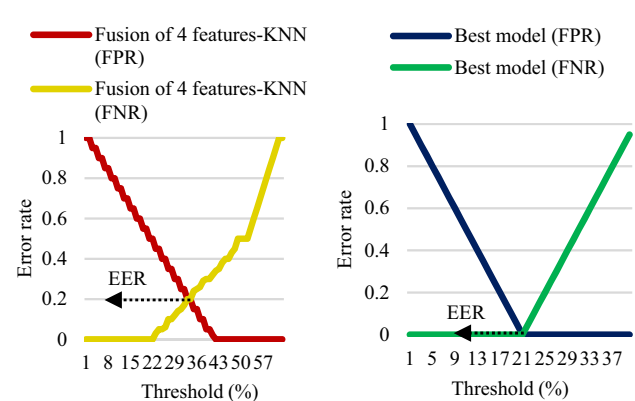 Fusion of 4 features-KNN
(FPR)
Fusion of 4 features-KNN
(FNR)
1
0.8
0.6
0.4
0.2
0
Error rate
EER
1 8 15 22 29 36 43 50 57
Threshold (%)
Best model (FPR)
Best model (FNR)
1
0.8
0.6
0.4
0.2
0
Error rate
EER
1 5 9 13 17 21 25 29 33 37
Threshold (%)